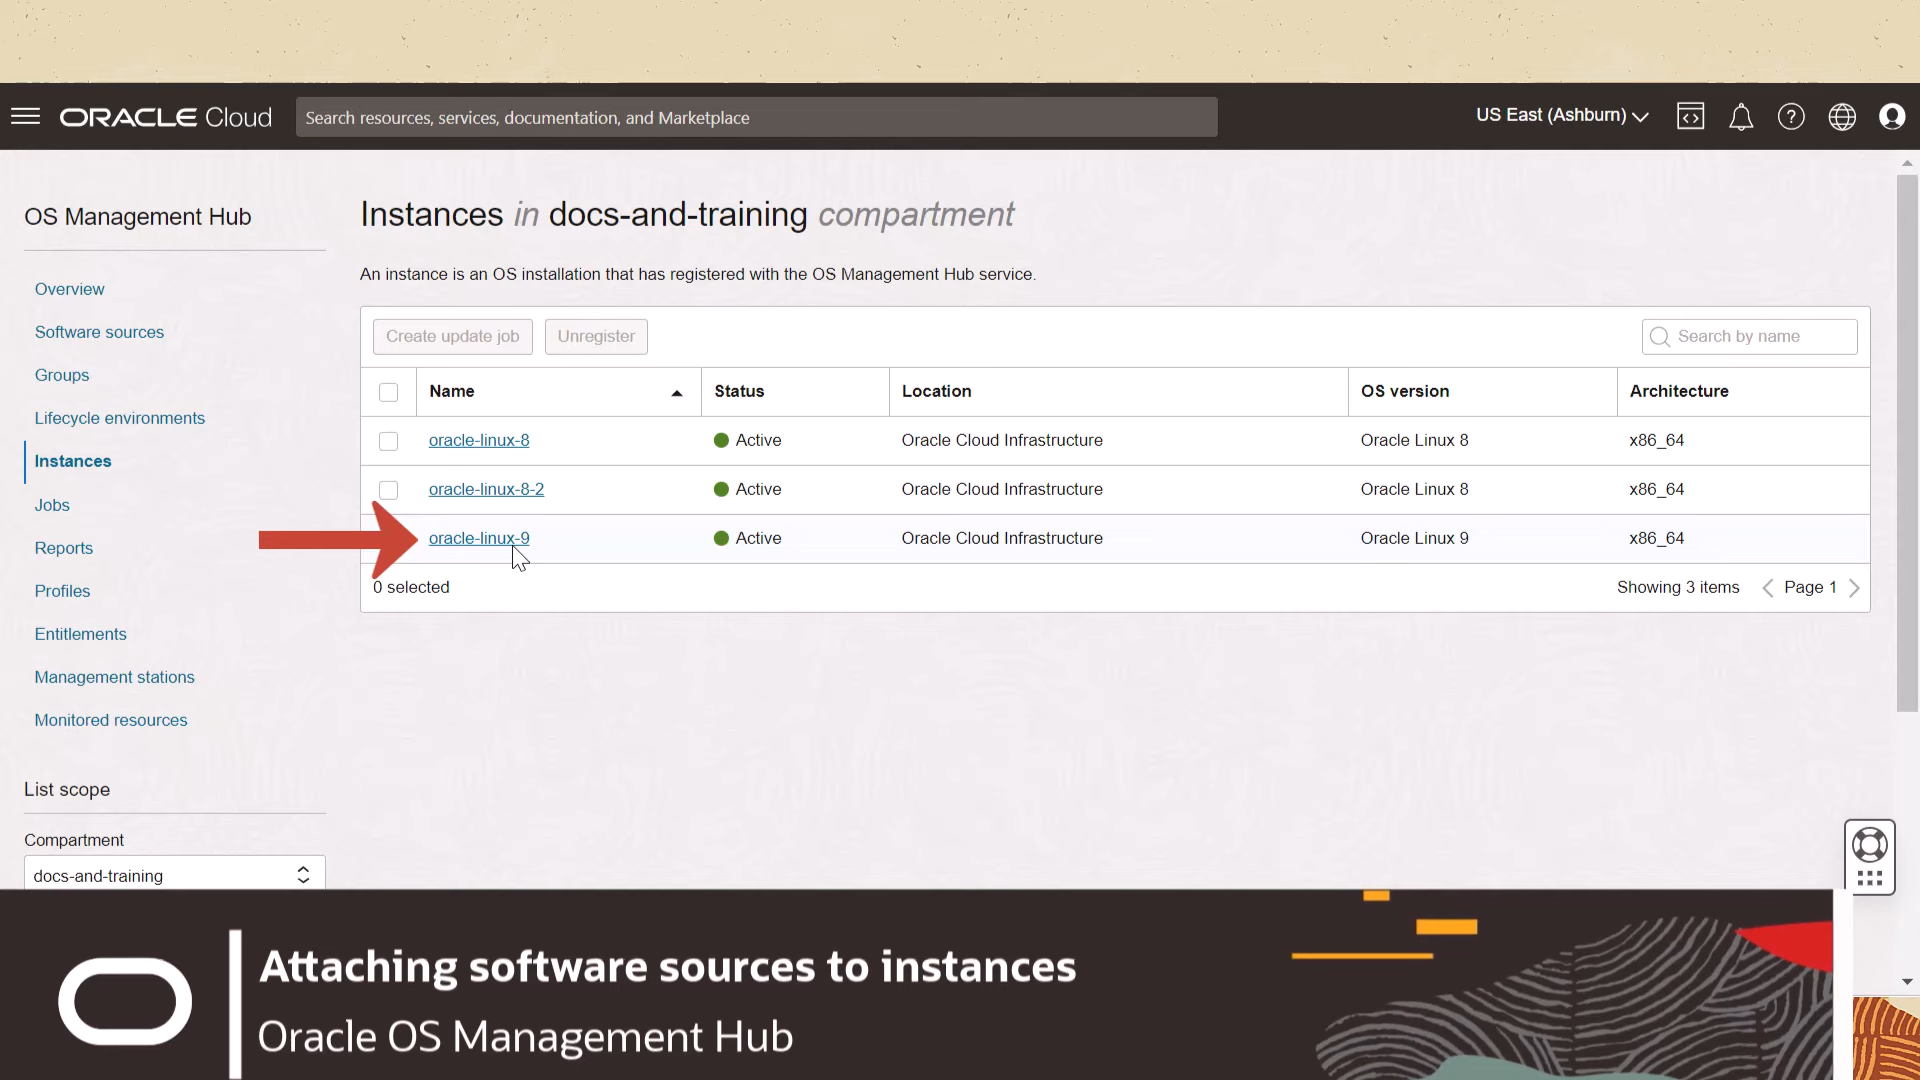 ORACLE Cloud
Search resources, services, documentation, and Marketplace
US East (Ashburn)
OS Management Hub
Overview
Software sources
Groups
Lifecycle environments
Instances
Jobs
Reports
Profiles
Entitlements
Management stations
Monitored resources
List scope
Compartment
docs-and-training
Instances in docs-and-training compartment
An instance is an OS installation that has registered with the OS Management Hub service.
Create update job Unregister Search by name
Name Status Location OS version Architecture
oracle-linux-8 Active Oracle Cloud Infrastructure Oracle Linux 8 x86_64
oracle-linux-8-2 Active Oracle Cloud Infrastructure Oracle Linux 8 x86_64
oracle-linux-9 Active Oracle Cloud Infrastructure Oracle Linux 9 x86_64
0 selected Showing 3 items Page 1
Attaching software sources to instances
Oracle OS Management Hub